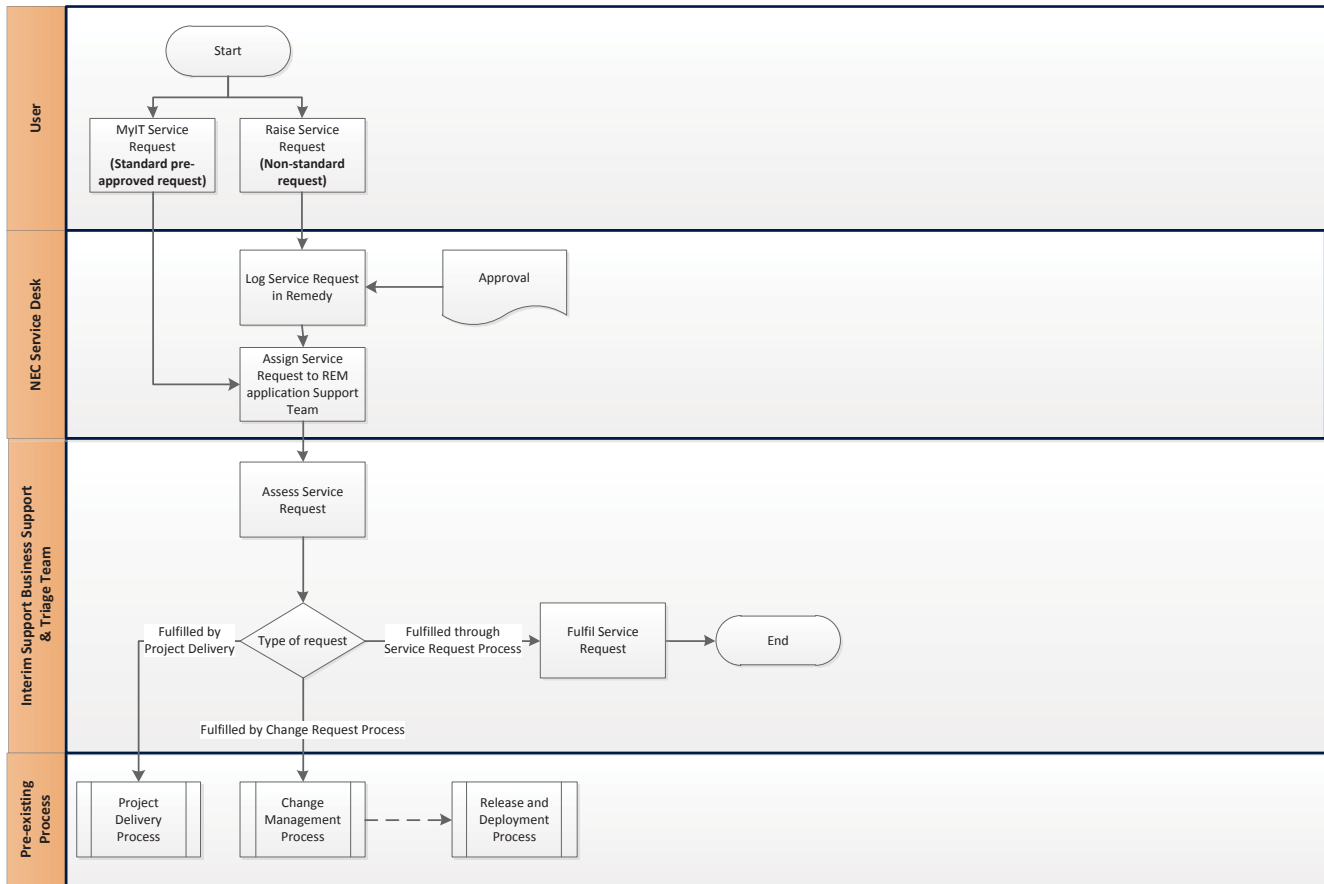 User
Start
MyIT Service
Request
(Standard pre-
approved request)
Raise Service
Request
(Non-standard
request)
NEC Service Desk
Log Service Request
in Remedy
Approval
Assign Service
Request to REM
application Support
Team
Interim Support Business Support
& Triage Team
Assess Service
Request
Fulfilled by
Project Delivery
Type of request
Fulfilled through
Service Request Process
Fulfil Service
Request
End
Fulfilled by Change Request Process
Pre-existing
Process
Project
Delivery
Process
Change
Management
Process
Release and
Deployment
Process